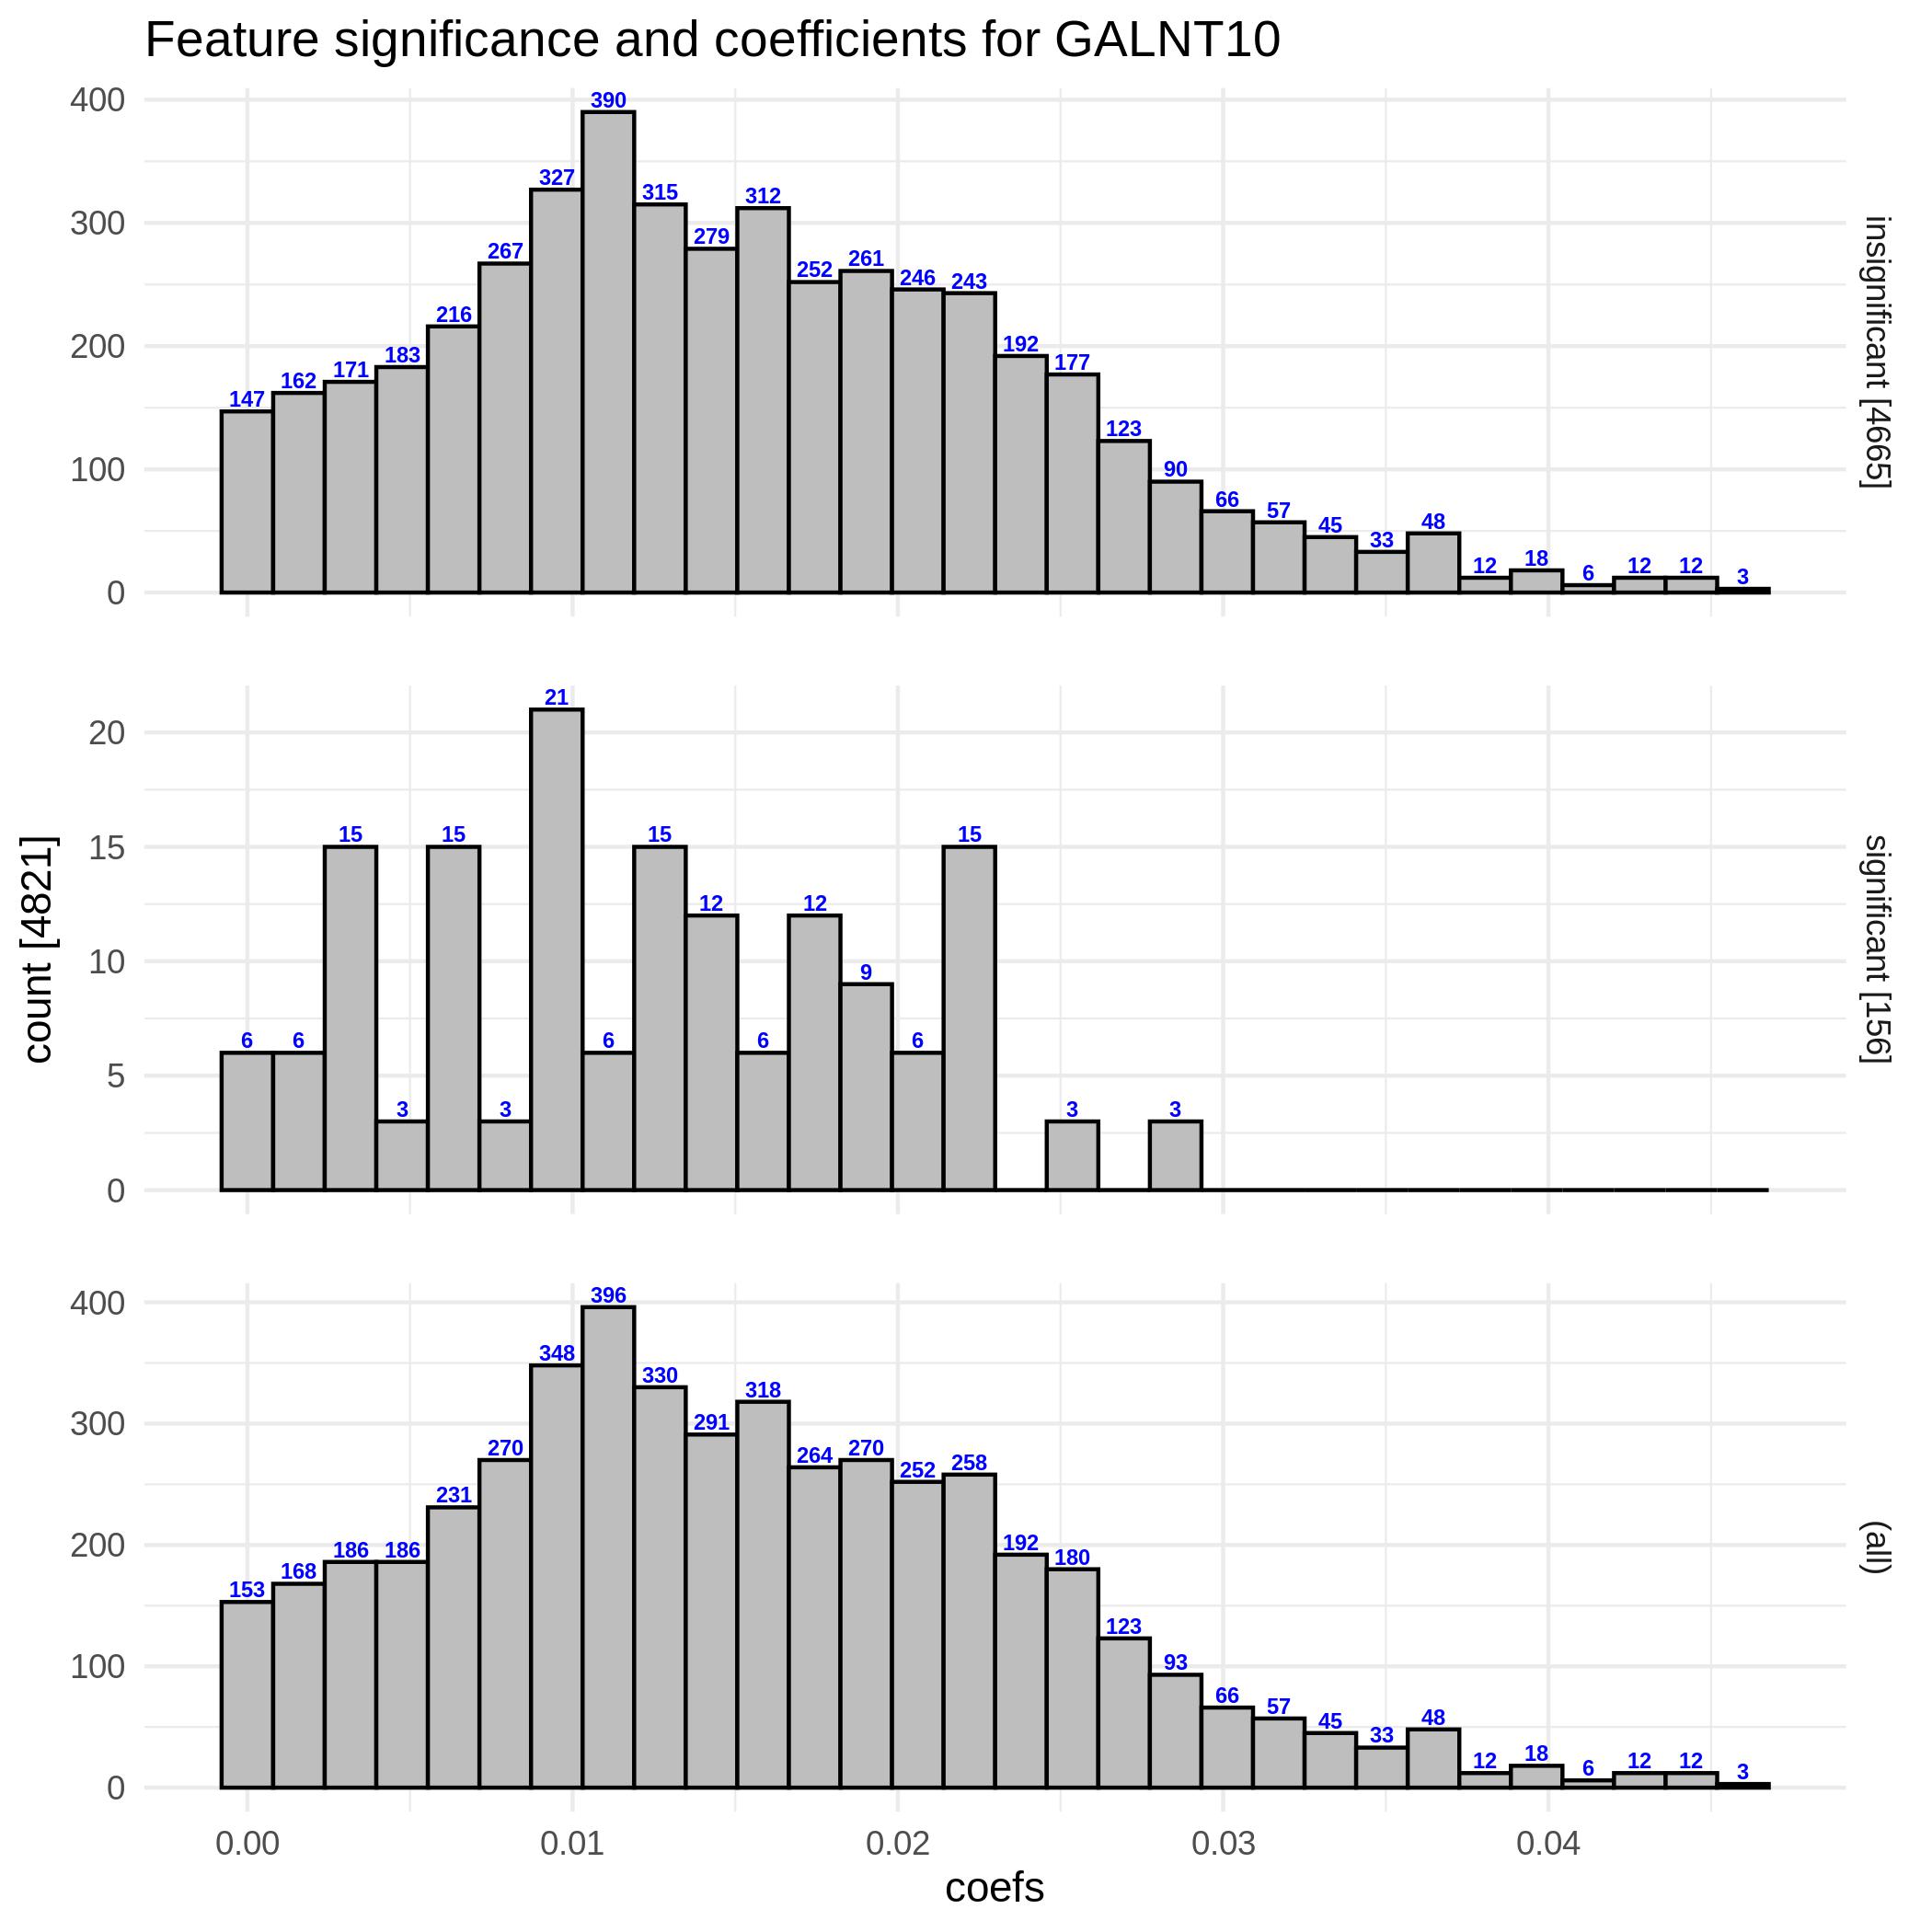 Feature significance and coefficients for GALNT10
400
300
200
100
0
147 162 171 183 216 267 327 390 315 279 312 252 261 246 243 192 177 123 90 66 57 45 33 48 12 18 6 12 12 3
insignificant [4665]
20
15
10
5
0
6 6 15 3 15 3 21 6 15 12 6 12 9 6 15 3 3
significant [156]
count [4821]
400
300
200
100
0
153 168 186 186 231 270 348 396 330 291 318 264 270 252 258 192 180 123 93 66 57 45 33 48 12 18 6 12 12 3
(all)
0.00 0.01 0.02 0.03 0.04
coefs